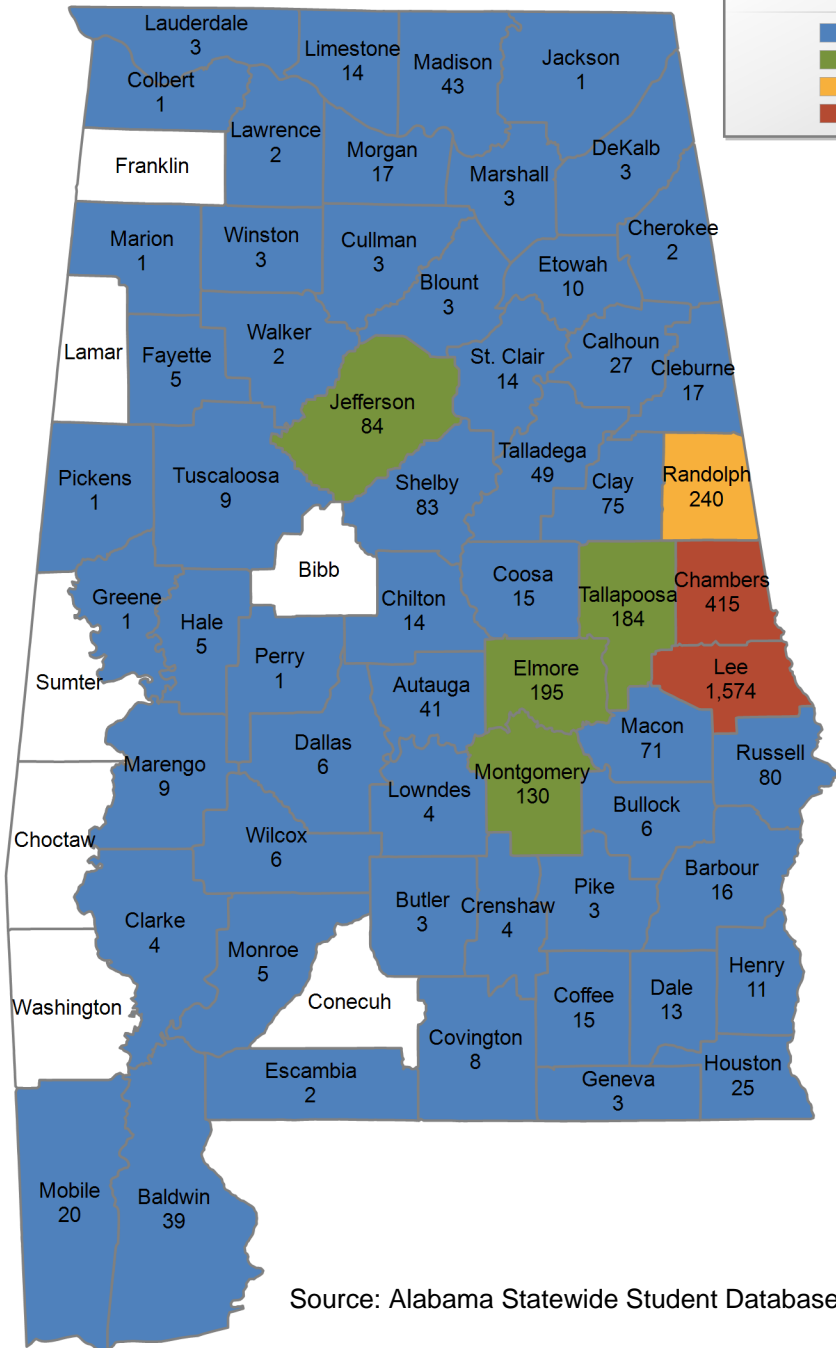 Lauderdale
3
Limestone
14
Madison
43
Jackson
1
Colbert
1
Lawrence
2
Franklin
Morgan
17
Marshall
3
DeKalb
3
Marion
1
Winston
3
Cullman
3
Cherokee
2
Etowah
10
Blount
3
Lamar
Fayette
5
Walker
2
St. Clair
14
Calhoun
27
Cleburne
17
Jefferson
84
Talladega
49
Randolph
240
Pickens
1
Tuscaloosa
9
Shelby
83
Clay
75
Bibb
Coosa
15
Tallapoosa
184
Chambers
415
Greene
1
Hale
5
Chilton
14
Perry
1
Sumter
Autauga
41
Elmore
195
Lee
1,574
Macon
71
Dallas
6
Russell
80
Marengo
9
Lowndes
4
Montgomery
130
Bullock
6
Choctaw
Wilcox
6
Barbour
16
Clarke
4
Butler
3
Crenshaw
4
Pike
3
Monroe
5
Henry
11
Washington
Conecuh
Coffee
15
Dale
13
Covington
8
Escambia
2
Geneva
3
Houston
25
Mobile
20
Baldwin
39
Source: Alabama Statewide Student Database